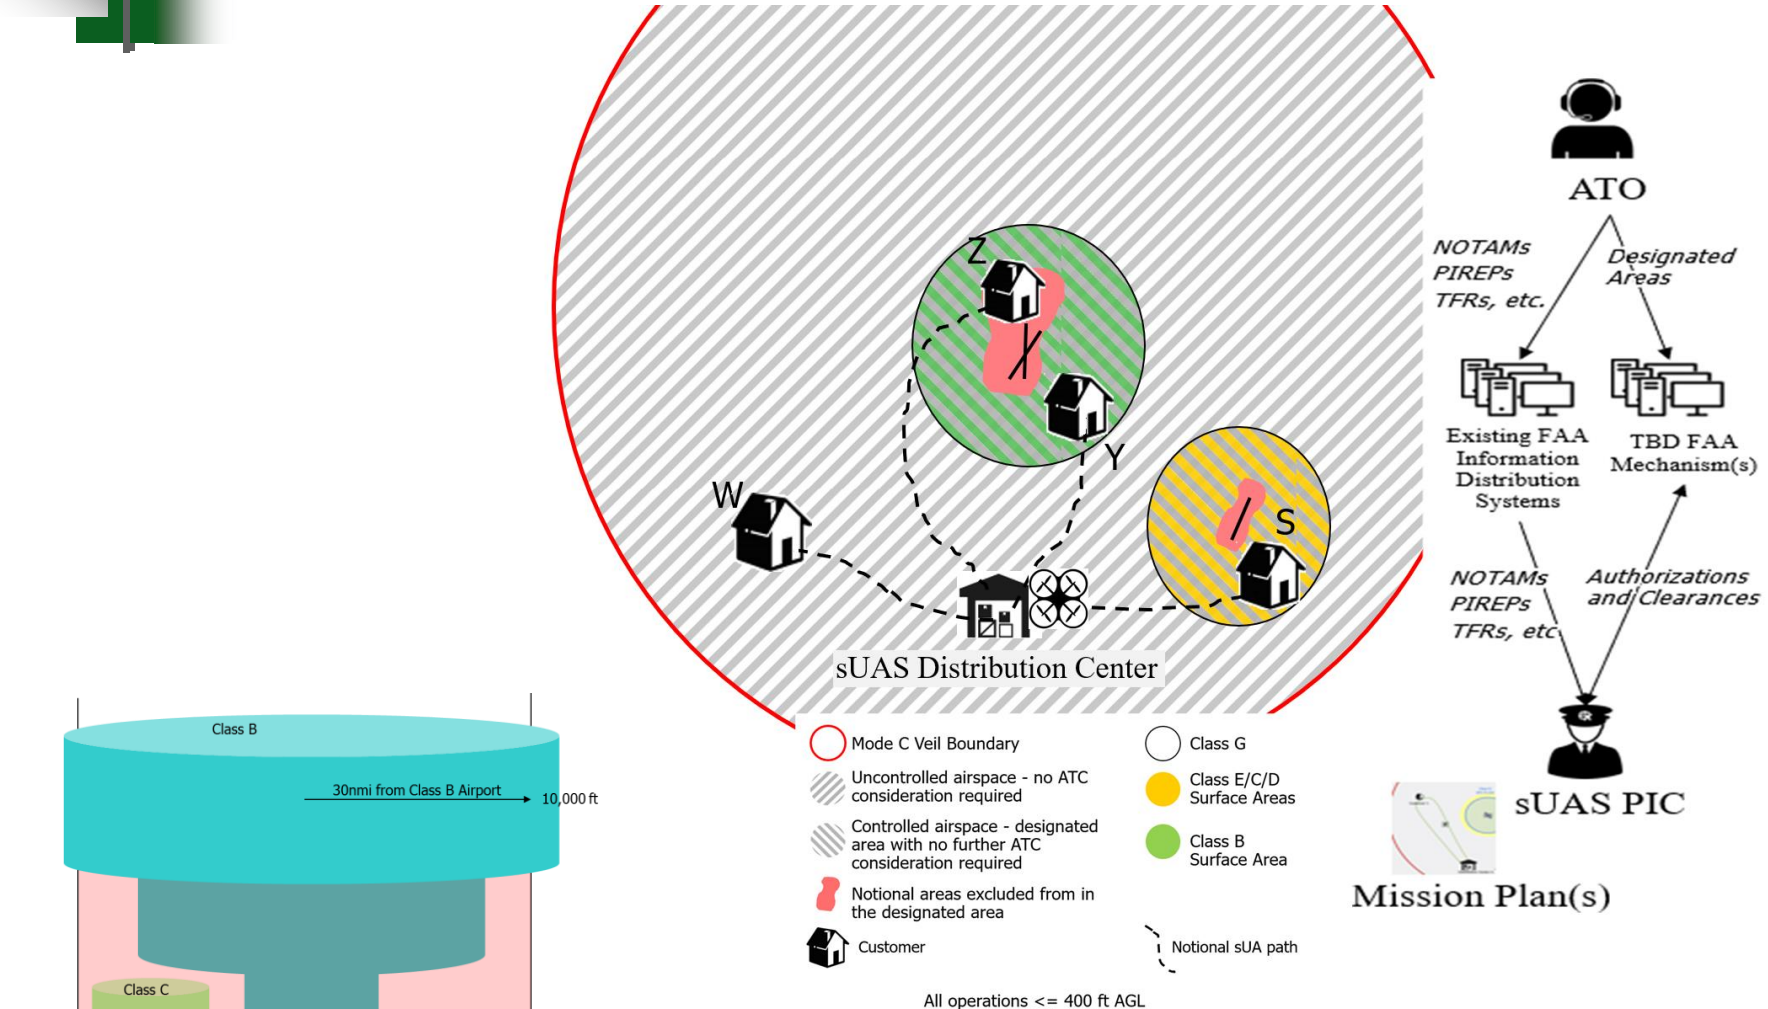 Z
Y
W
S
sUAS Distribution Center
ATO
NOTAMs
PIREPs
TFRs, etc.
Designated
Areas
Existing FAA
Information
Distribution
Systems
TBD FAA
Mechanism(s)
NOTAMs
PIREPs
TFRs, etc
Authorizations
and Clearances
sUAS PIC
Mission Plan(s)
Class B
30nmi from Class B Airport
10,000 ft
Class C
Mode C Veil Boundary
Uncontrolled airspace - no ATC
consideration required
Controlled airspace - designated
area with no further ATC
consideration required
Notional areas excluded from in
the designated area
Customer
Class G
Class E/C/D
Surface Areas
Class B
Surface Area
Notional sUA path
All operations <= 400 ft AGL